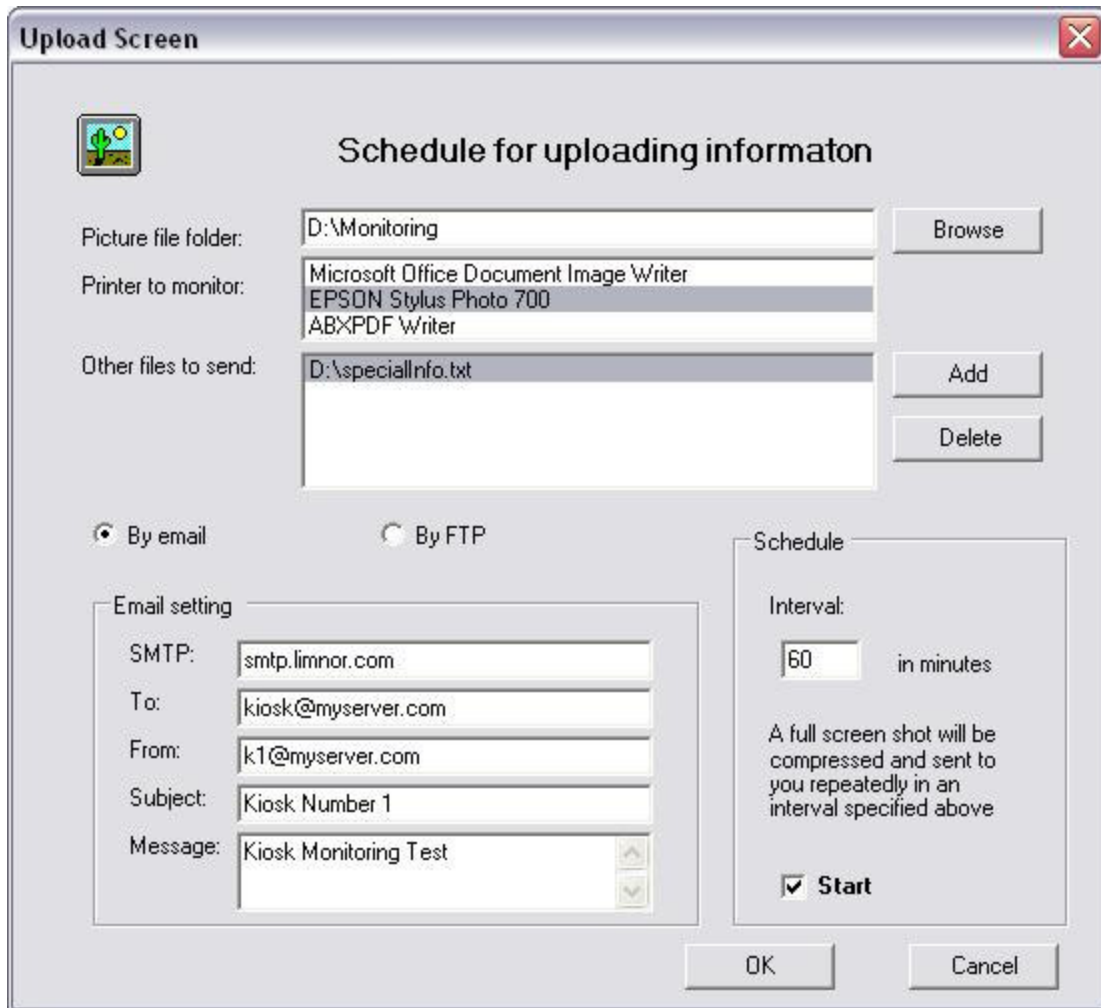 Upload Screen
Schedule for uploading informaton
Picture file folder:
D:\Monitoring
Browse
Printer to monitor:
Microsoft Office Document Image Writer
EPSON Stylus Photo 700
ABXPDF Writer
Other files to send:
D:\specialInfo.txt
Add
Delete
By email
By FTP
Email setting
SMTP:
smtp.limnor.com
To:
kiosk@myserver.com
From:
k1@myserver.com
Subject:
Kiosk Number 1
Message:
Kiosk Monitoring Test
Schedule
Interval:
60
in minutes
A full screen shot will be
compressed and sent to
you repeatedly in an
interval specified above
Start
OK
Cancel